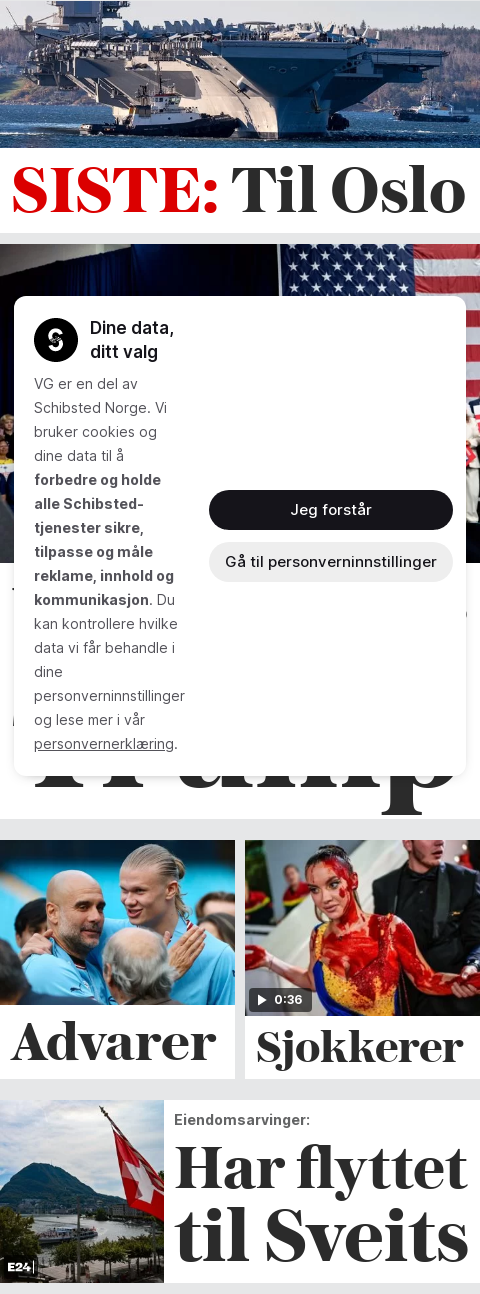 SISTE: Til Oslo
Dine data,
ditt valg
VG er en del av
Schibsted Norge. Vi
bruker cookies og
dine data til å
forbedre og holde
alle Schibsted-
tjenester sikre,
tilpasse og måle
reklame, innhold og
kommunikasjon. Du
kan kontrollere hvilke
data vi får behandle i
dine
personverninnstillinger
og lese mer i vår
personvernerklæring.
Jeg forstår
Gå til personverninnstillinger
Trump
0:36
Advarer
Sjokkerer
Eiendomsarvinger:
Har flyttet
til Sveits
E24